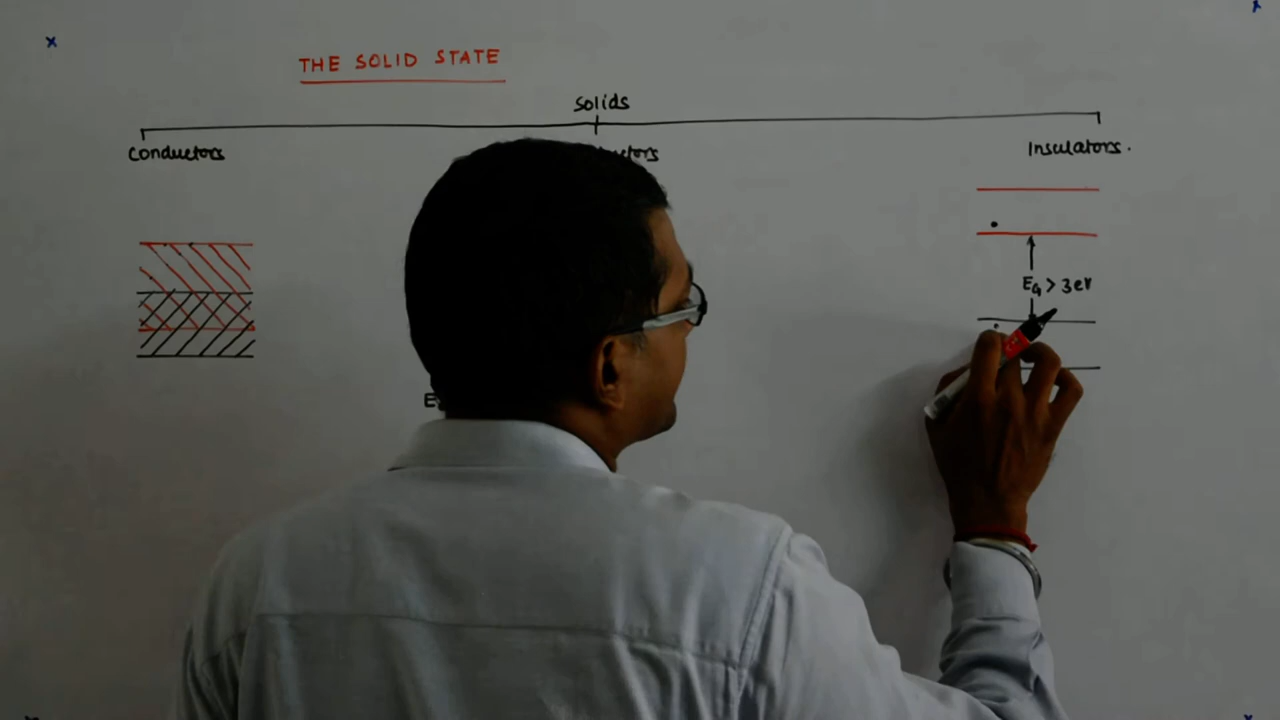 THE SOLID STATE
Solids
Conductors
Insulators.
EG > 3eV